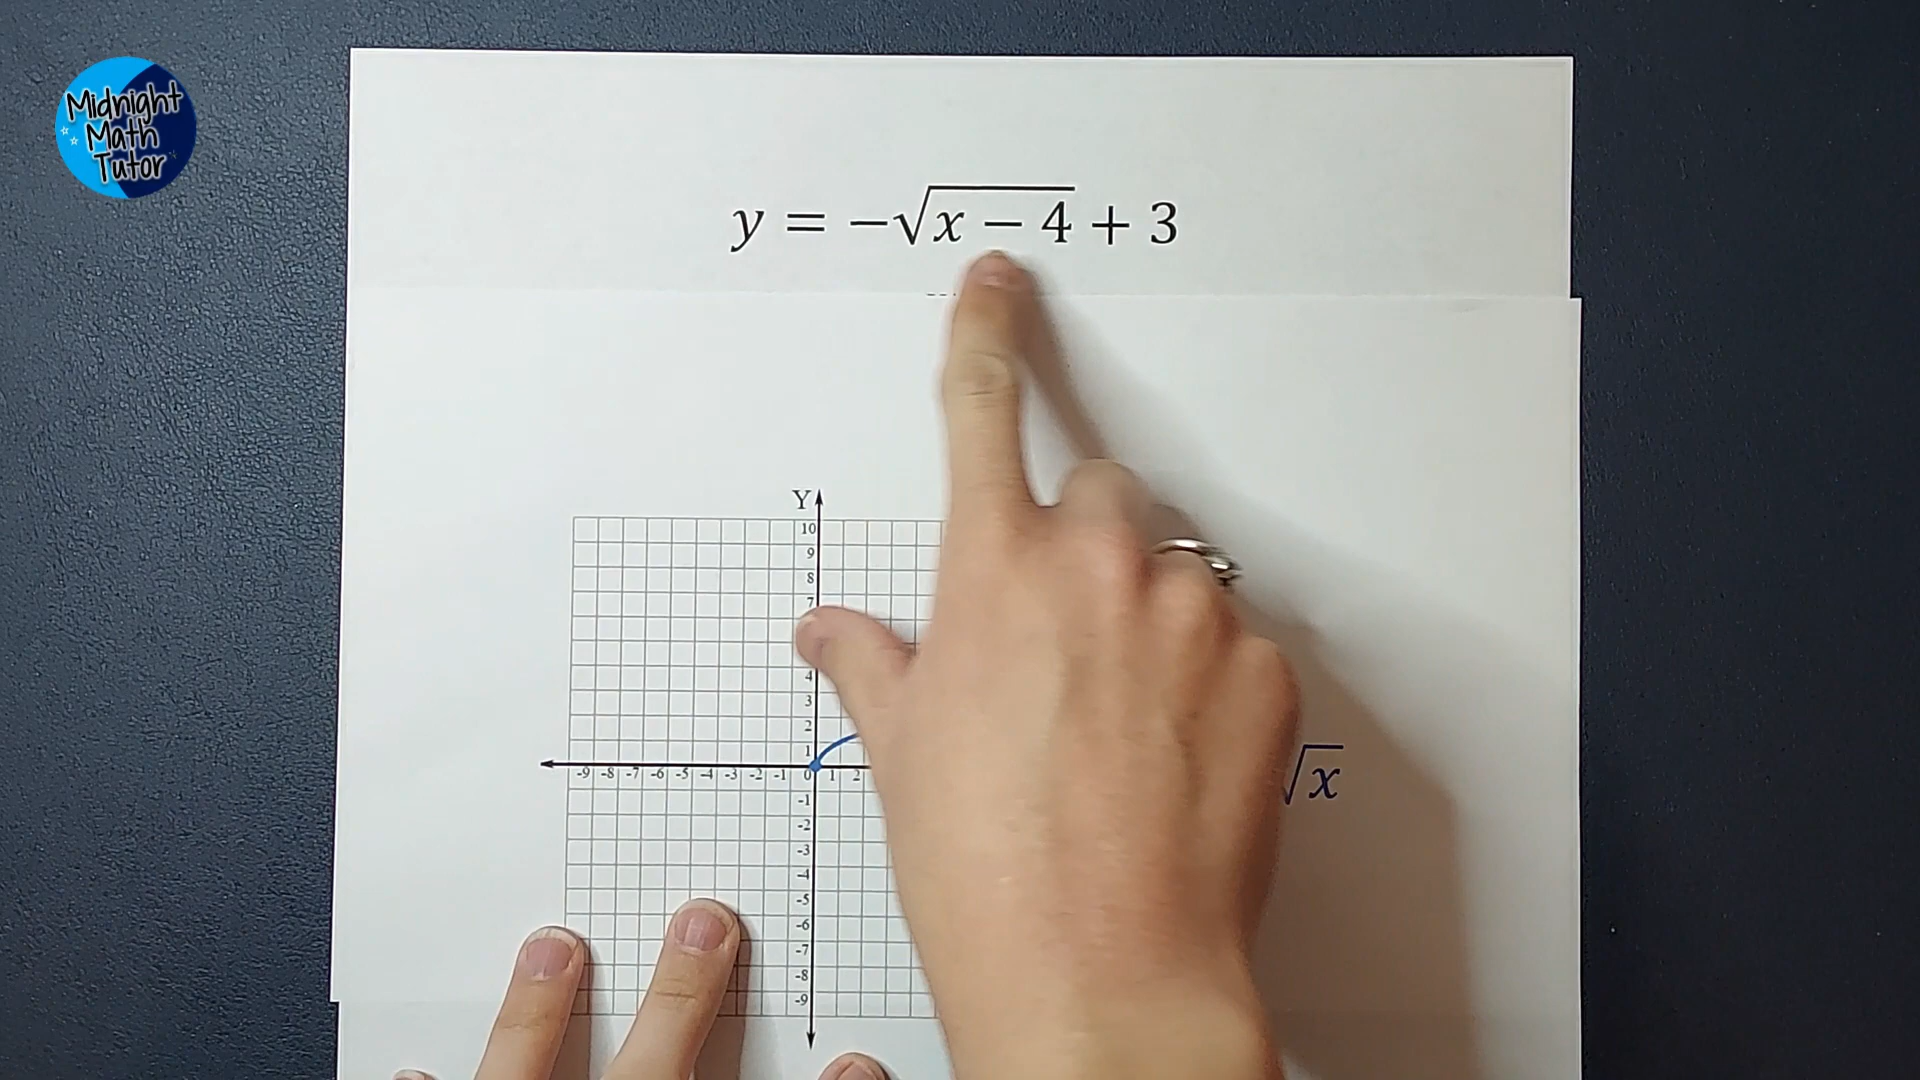 Midnight
Math
Tutor
y = −√(x − 4) + 3
Y
10
9
8
7
4
3
2
1
-9 -8 -7 -6 -5 -4 -3 -2 -1 0 1 2
√x
-1
-2
-3
-4
-5
-6
-7
-8
-9